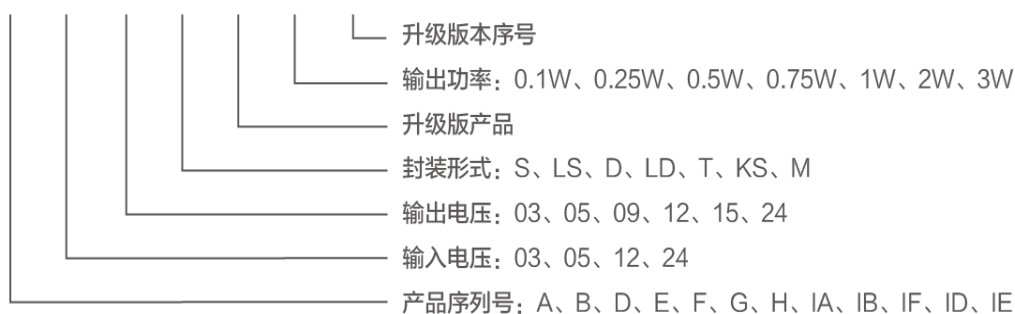 升级版本序号
输出功率：0.1W、0.25W、0.5W、0.75W、1W、2W、3W
升级版产品
封装形式：S、LS、D、LD、T、KS、M
输出电压：03、05、09、12、15、24
输入电压：03、05、12、24
产品序列号：A、B、D、E、F、G、H、IA、IB、IF、ID、IE